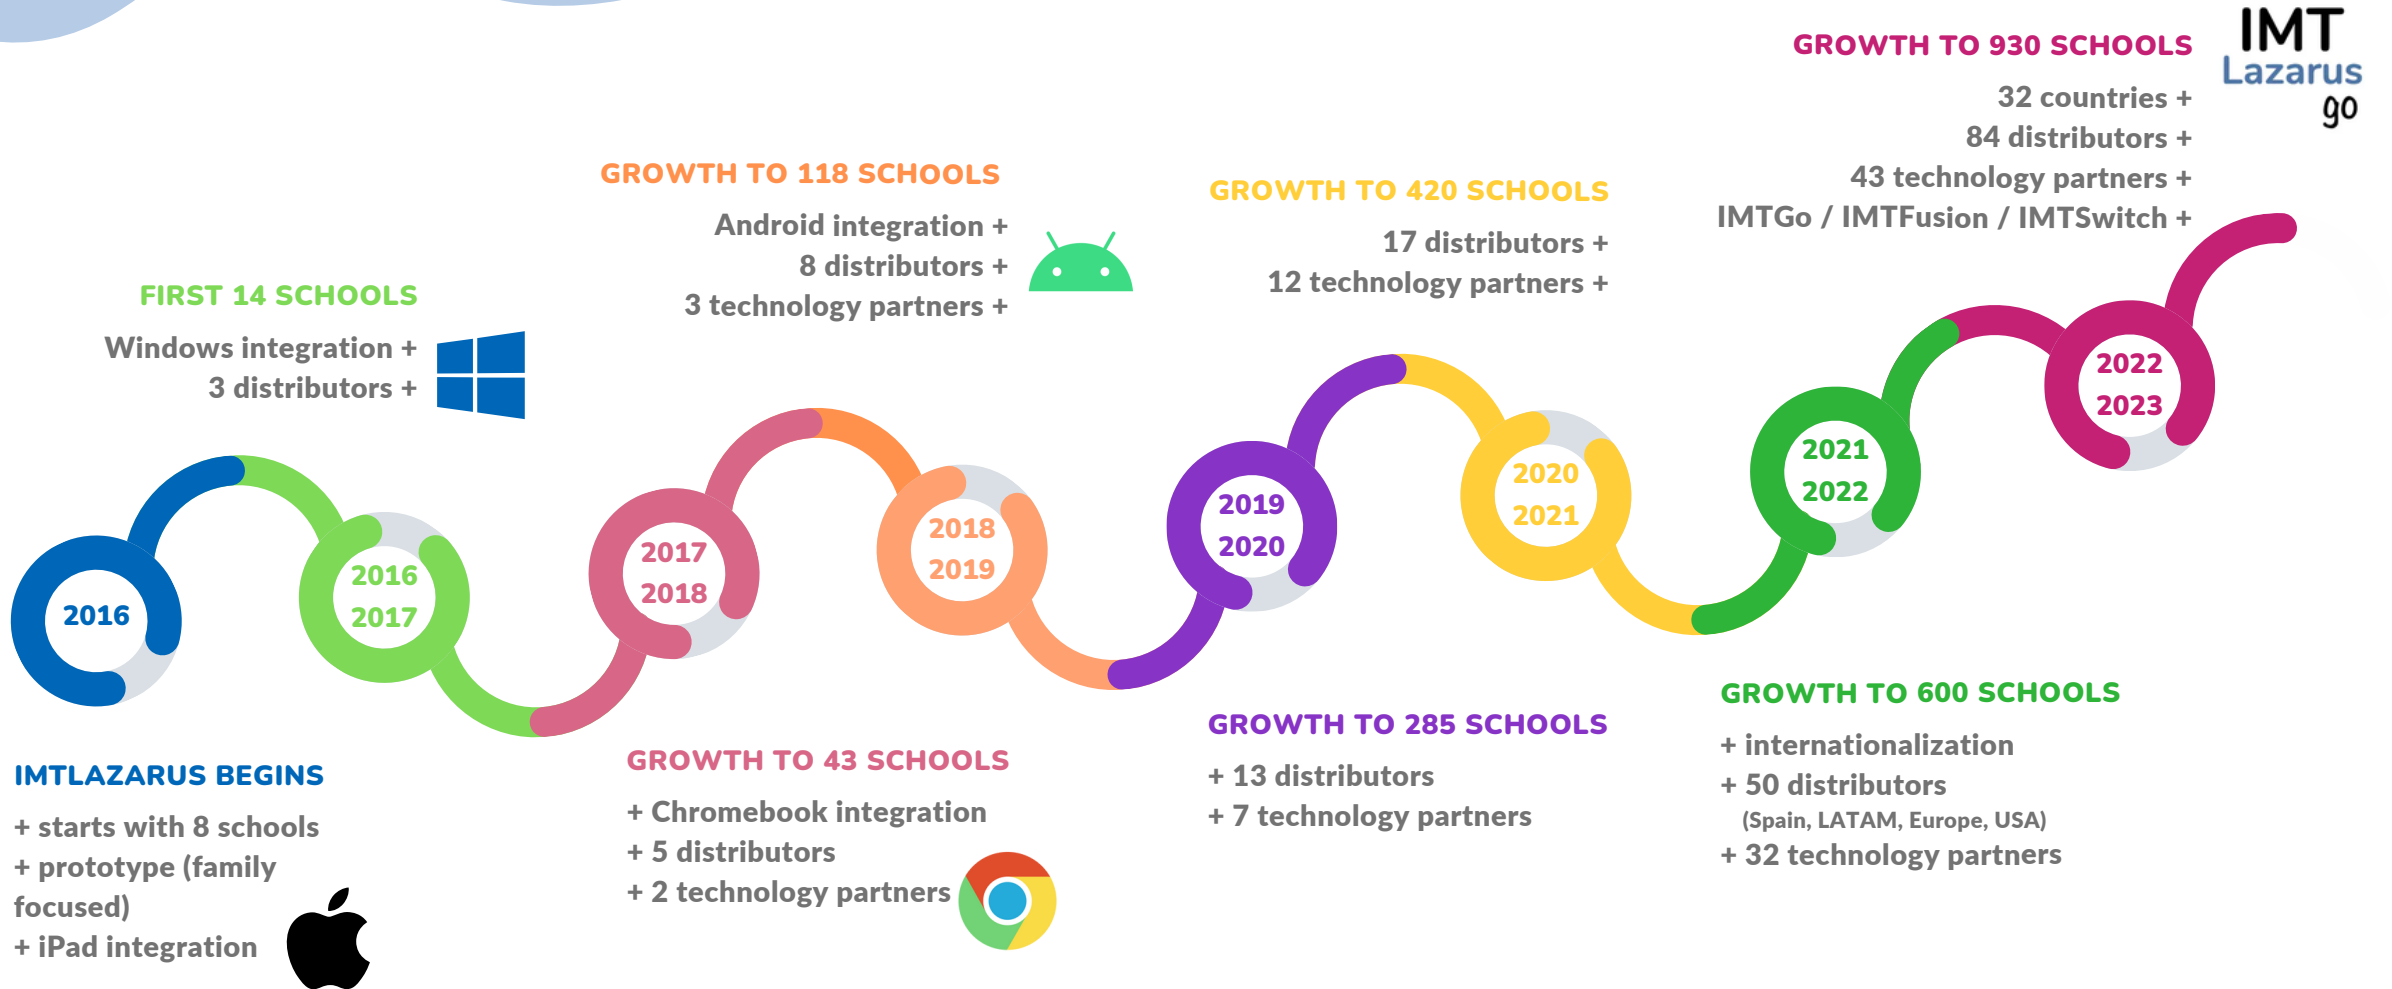 IMTLAZARUS BEGINS
+ starts with 8 schools
+ prototype (family
focused)
+ iPad integration
2016
FIRST 14 SCHOOLS
Windows integration +
3 distributors +
2016
2017
GROWTH TO 43 SCHOOLS
+ Chromebook integration
+ 5 distributors
+ 2 technology partners
2017
2018
GROWTH TO 118 SCHOOLS
Android integration +
8 distributors +
3 technology partners +
2018
2019
GROWTH TO 285 SCHOOLS
+ 13 distributors
+ 7 technology partners
2019
2020
GROWTH TO 420 SCHOOLS
17 distributors +
12 technology partners +
2020
2021
GROWTH TO 600 SCHOOLS
+ internationalization
+ 50 distributors
(Spain, LATAM, Europe, USA)
+ 32 technology partners
2021
2022
GROWTH TO 930 SCHOOLS
32 countries +
84 distributors +
43 technology partners +
IMTGo / IMTFusion / IMTSwitch +
2022
2023
IMT
Lazarus
go